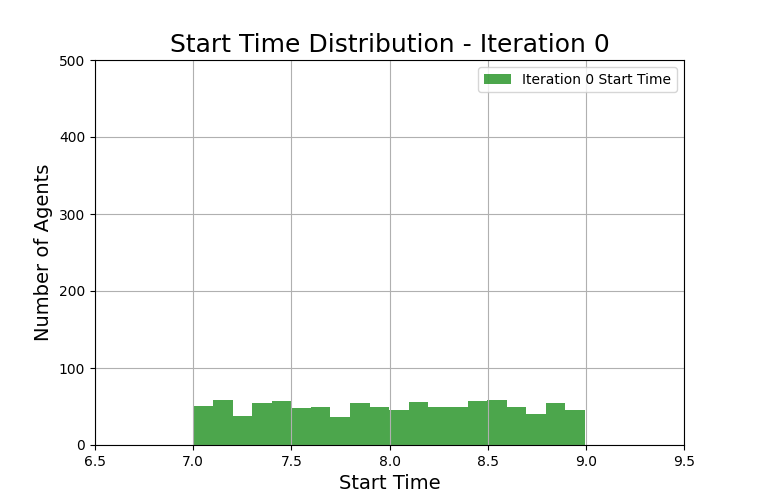 Start Time Distribution - Iteration 0
500
Iteration 0 Start Time
400
300
200
100
0
Number of Agents
6.5 7.0 7.5 8.0 8.5 9.0 9.5
Start Time